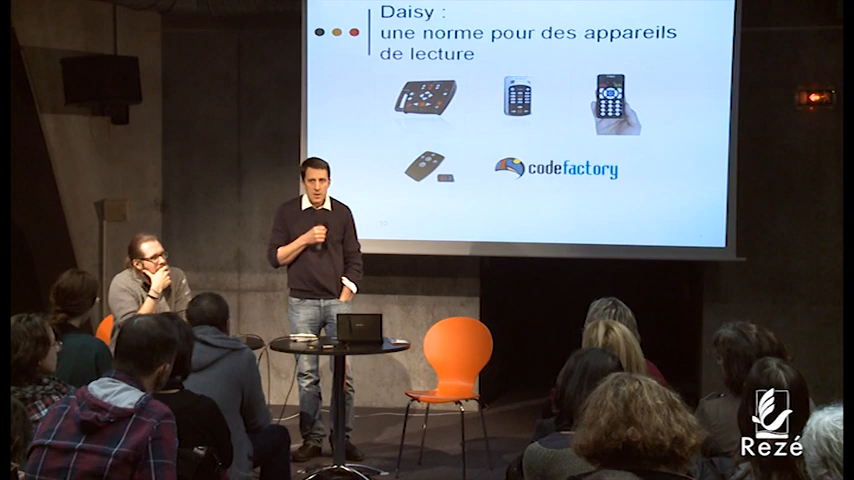 Daisy :
une norme pour des appareils
de lecture
codefactory
Rezé